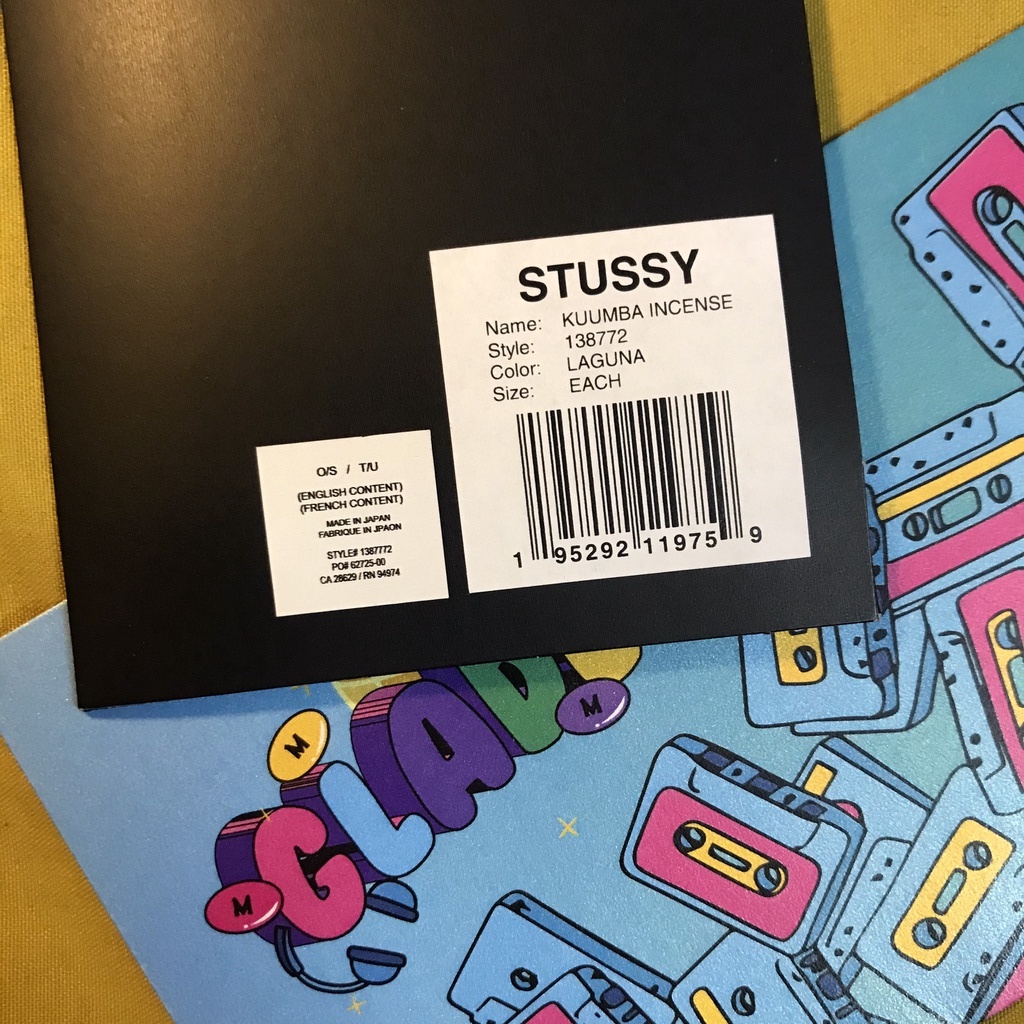 STUSSY
Name: KUUMBA INCENSE
Style: 138772
Color: LAGUNA
Size: EACH
1 95292 11975 9
O/S / T/U
(ENGLISH CONTENT)
(FRENCH CONTENT)
MADE IN JAPAN
FABRIQUE IN JPAON
STYLE# 1387772
PO# 62725-00
CA 28629 / RN 94974
GLAD
M
M
M